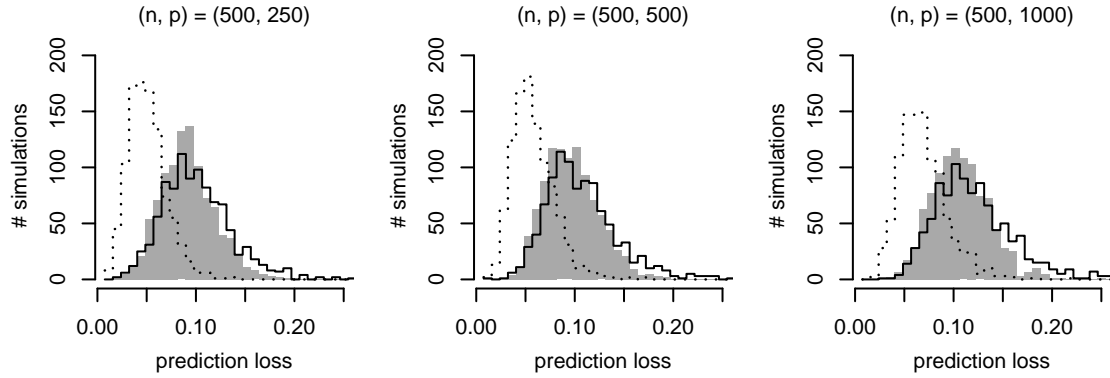 (n, p) = (500, 250)
# simulations
200
150
100
50
0
0.00 0.10 0.20
prediction loss
(n, p) = (500, 500)
# simulations
200
150
100
50
0
0.00 0.10 0.20
prediction loss
(n, p) = (500, 1000)
# simulations
200
150
100
50
0
0.00 0.10 0.20
prediction loss